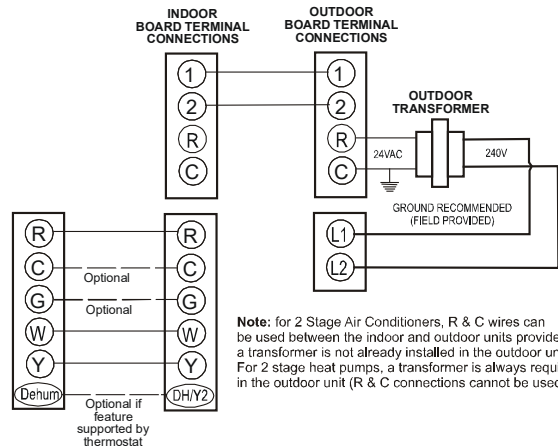 INDOOR
BOARD TERMINAL
CONNECTIONS
OUTDOOR
BOARD TERMINAL
CONNECTIONS
1
2
R
C
1
2
R
C
OUTDOOR
TRANSFORMER
24VAC
240V
GROUND RECOMMENDED
(FIELD PROVIDED)
L1
L2
R
R
C
Optional
C
G
Optional
G
W
W
Y
Y
Dehum
DH/Y2
Optional if
feature
supported by
thermostat
Note: for 2 Stage Air Conditioners, R & C wires can
be used between the indoor and outdoor units provide
a transformer is not already installed in the outdoor un
For 2 stage heat pumps, a transformer is always requi
in the outdoor unit (R & C connections cannot be used